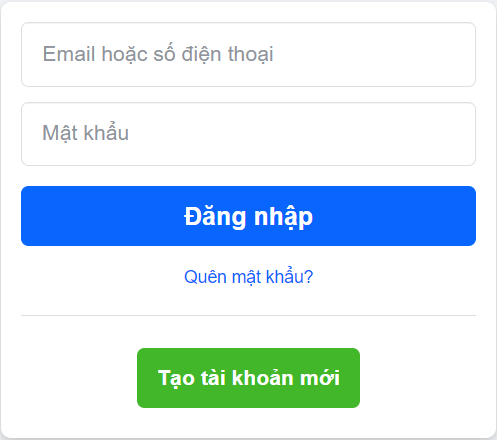 Email hoặc số điện thoại
Mật khẩu
Đăng nhập
Quên mật khẩu?
Tạo tài khoản mới